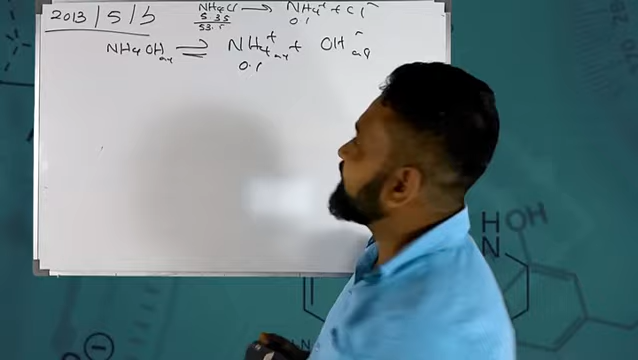 2013/5/b
NH₄Cl ⟶ NH₄⁺ + Cl⁻
5.35
53.5
0.1
NH₄OH aq ⇌ NH₄⁺ aq + OH⁻ aq
0.1
H
N
OH